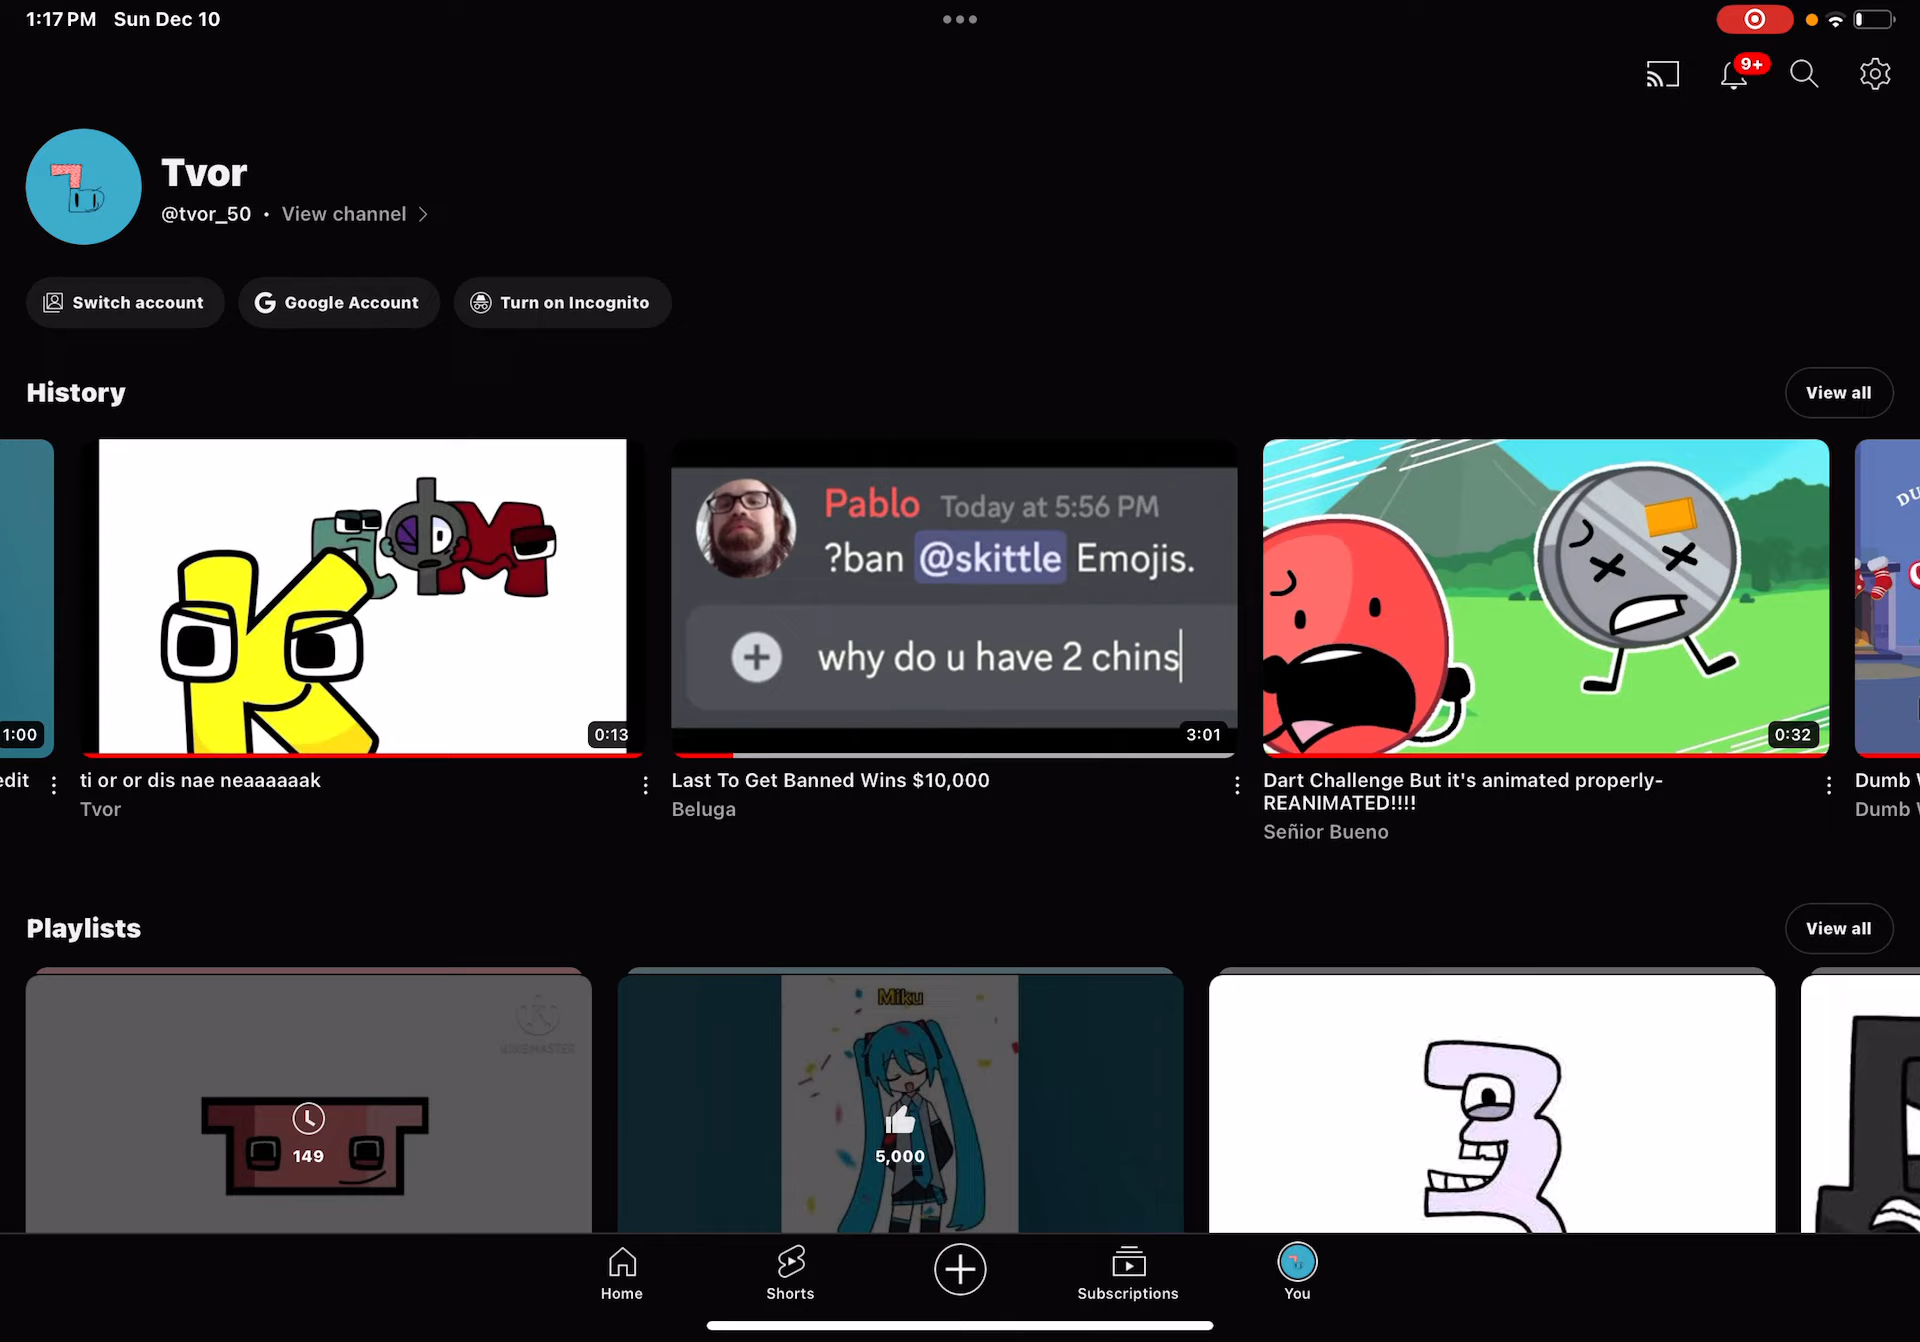 1:17 PM Sun Dec 10
9+
Tvor
@tvor_50 • View channel
Switch account
Google Account
Turn on Incognito
History
View all
1:00
0:13
Pablo Today at 5:56 PM
?ban @skittle Emojis.
why do u have 2 chins
3:01
0:32
DU
edit
ti or or dis nae neaaaaaak
Tvor
Last To Get Banned Wins $10,000
Beluga
Dart Challenge But it's animated properly-
REANIMATED!!!!
Señior Bueno
Dumb
Dumb
Playlists
View all
KINEMASTER
149
Miku
5,000
Home
Shorts
Subscriptions
You